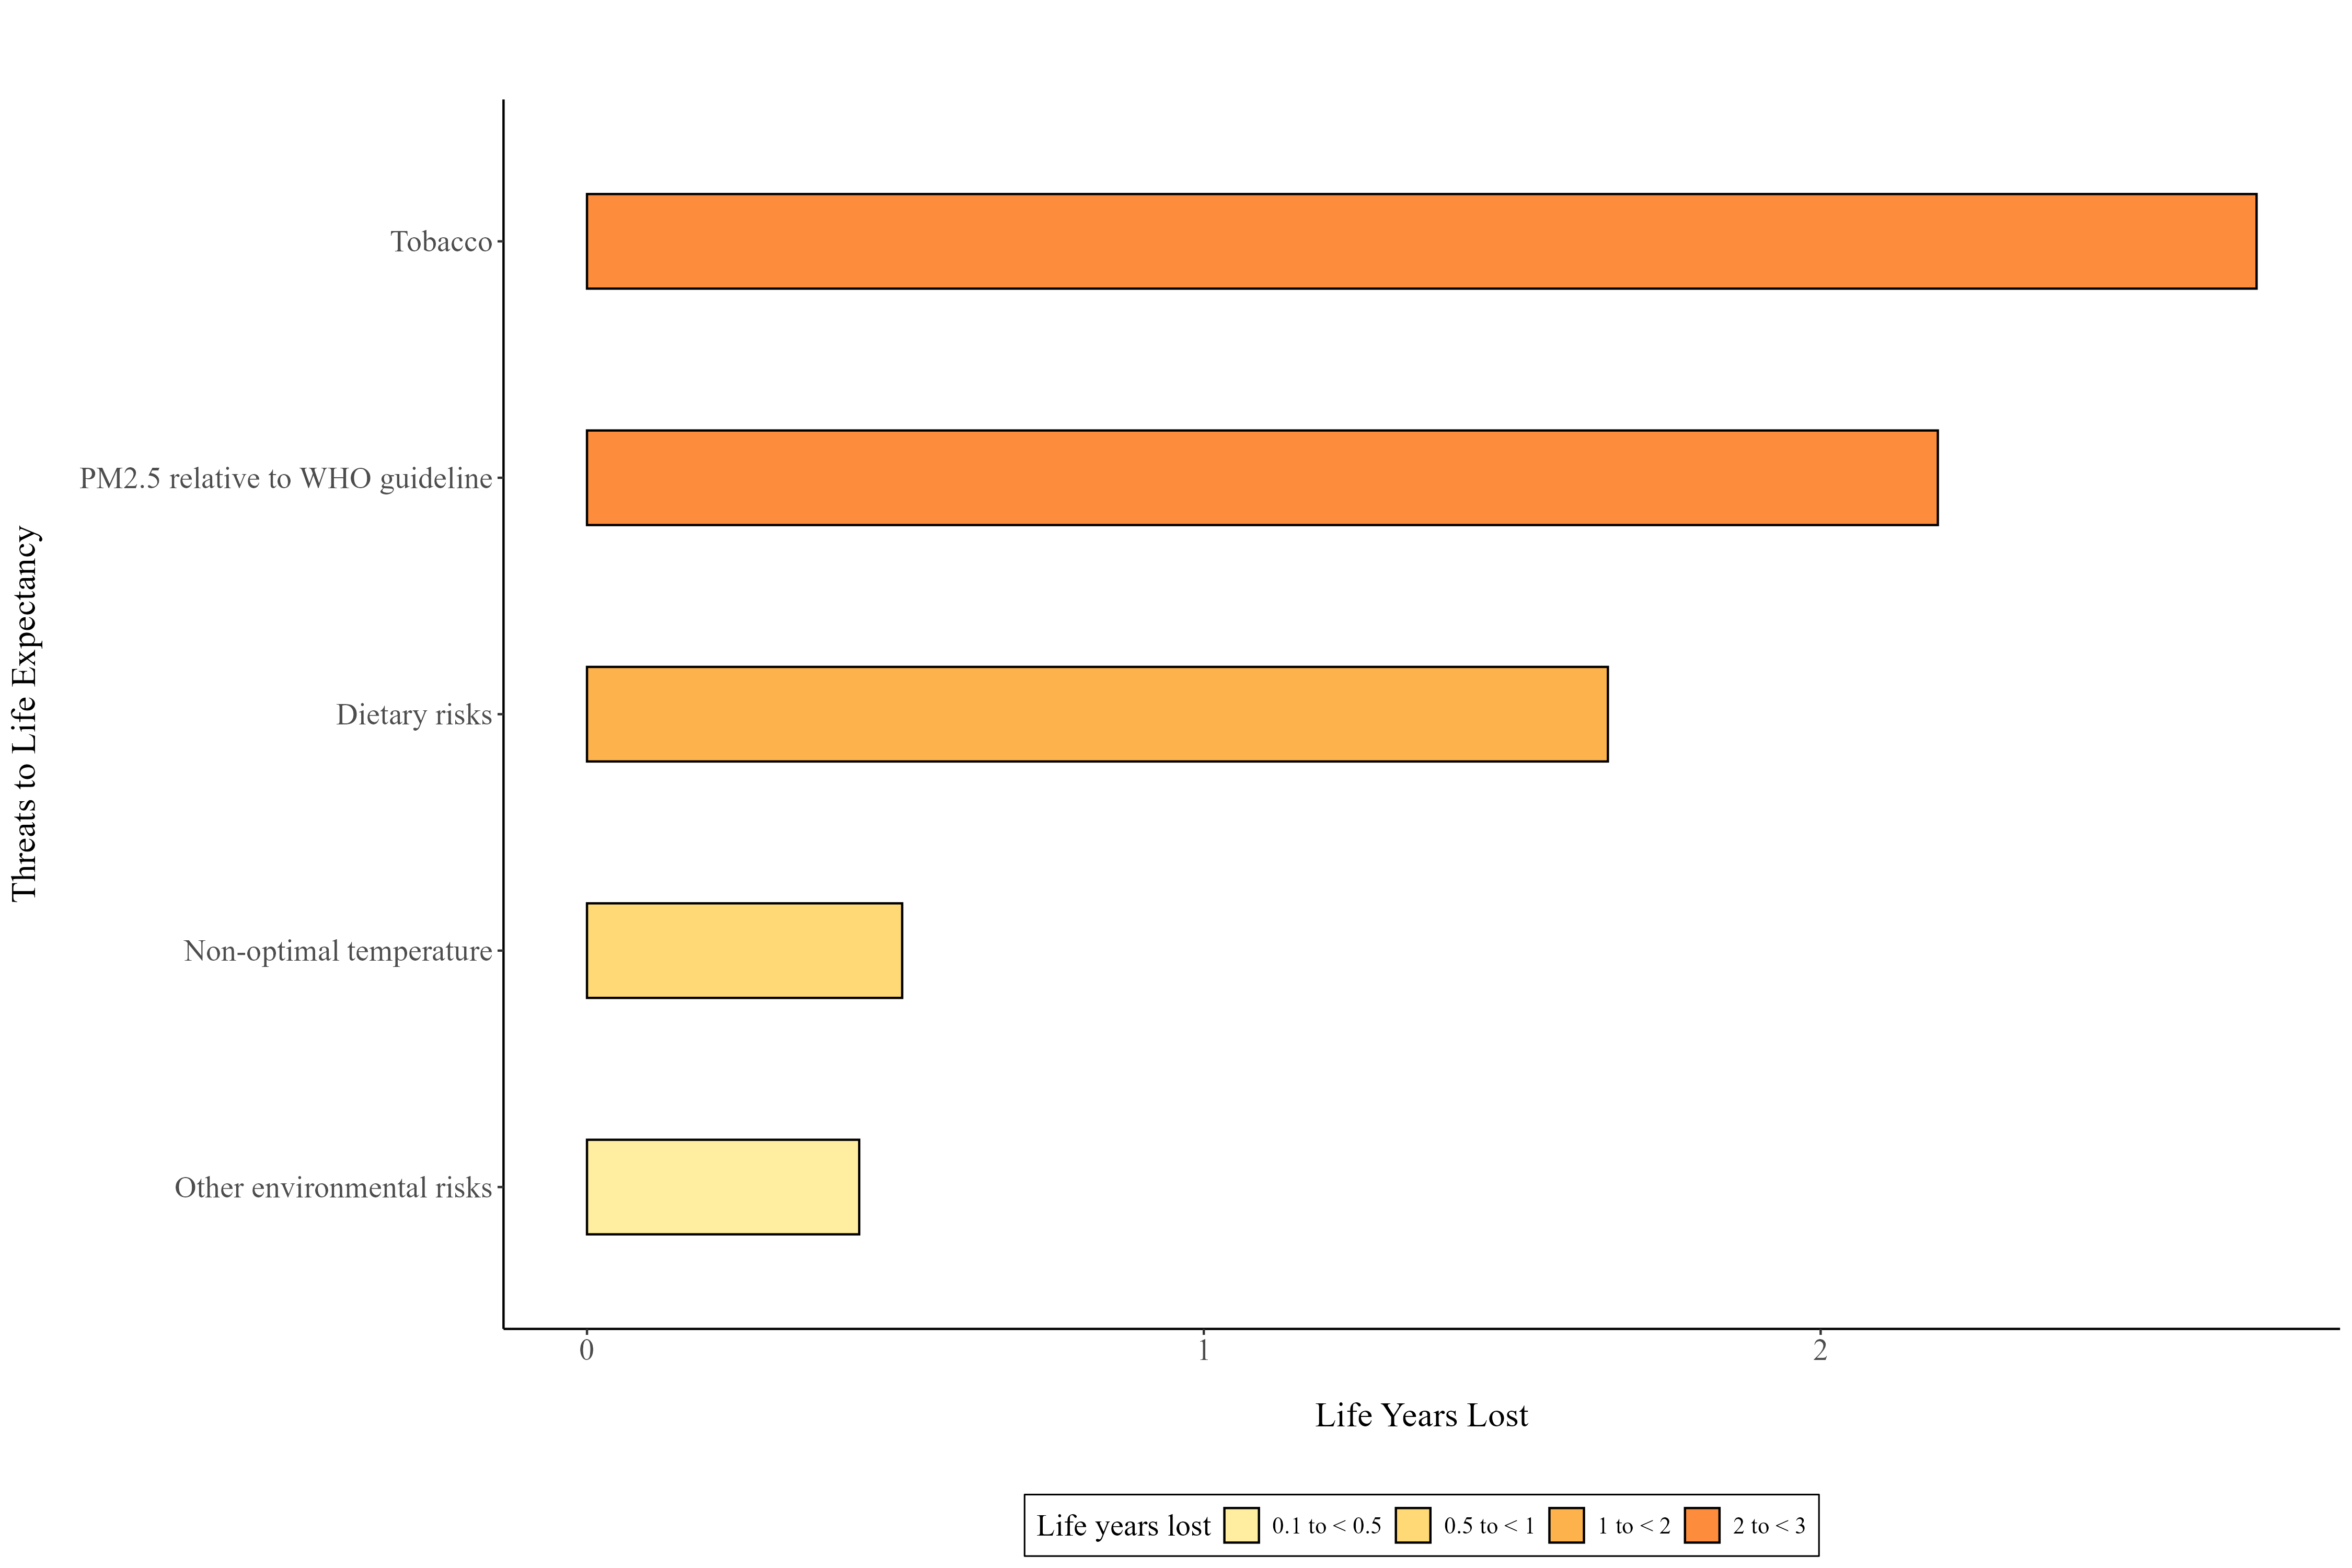 Threats to Life Expectancy
Tobacco
PM2.5 relative to WHO guideline
Dietary risks
Non-optimal temperature
Other environmental risks
0 1 2
Life Years Lost
Life years lost 0.1 to < 0.5 0.5 to < 1 1 to < 2 2 to < 3